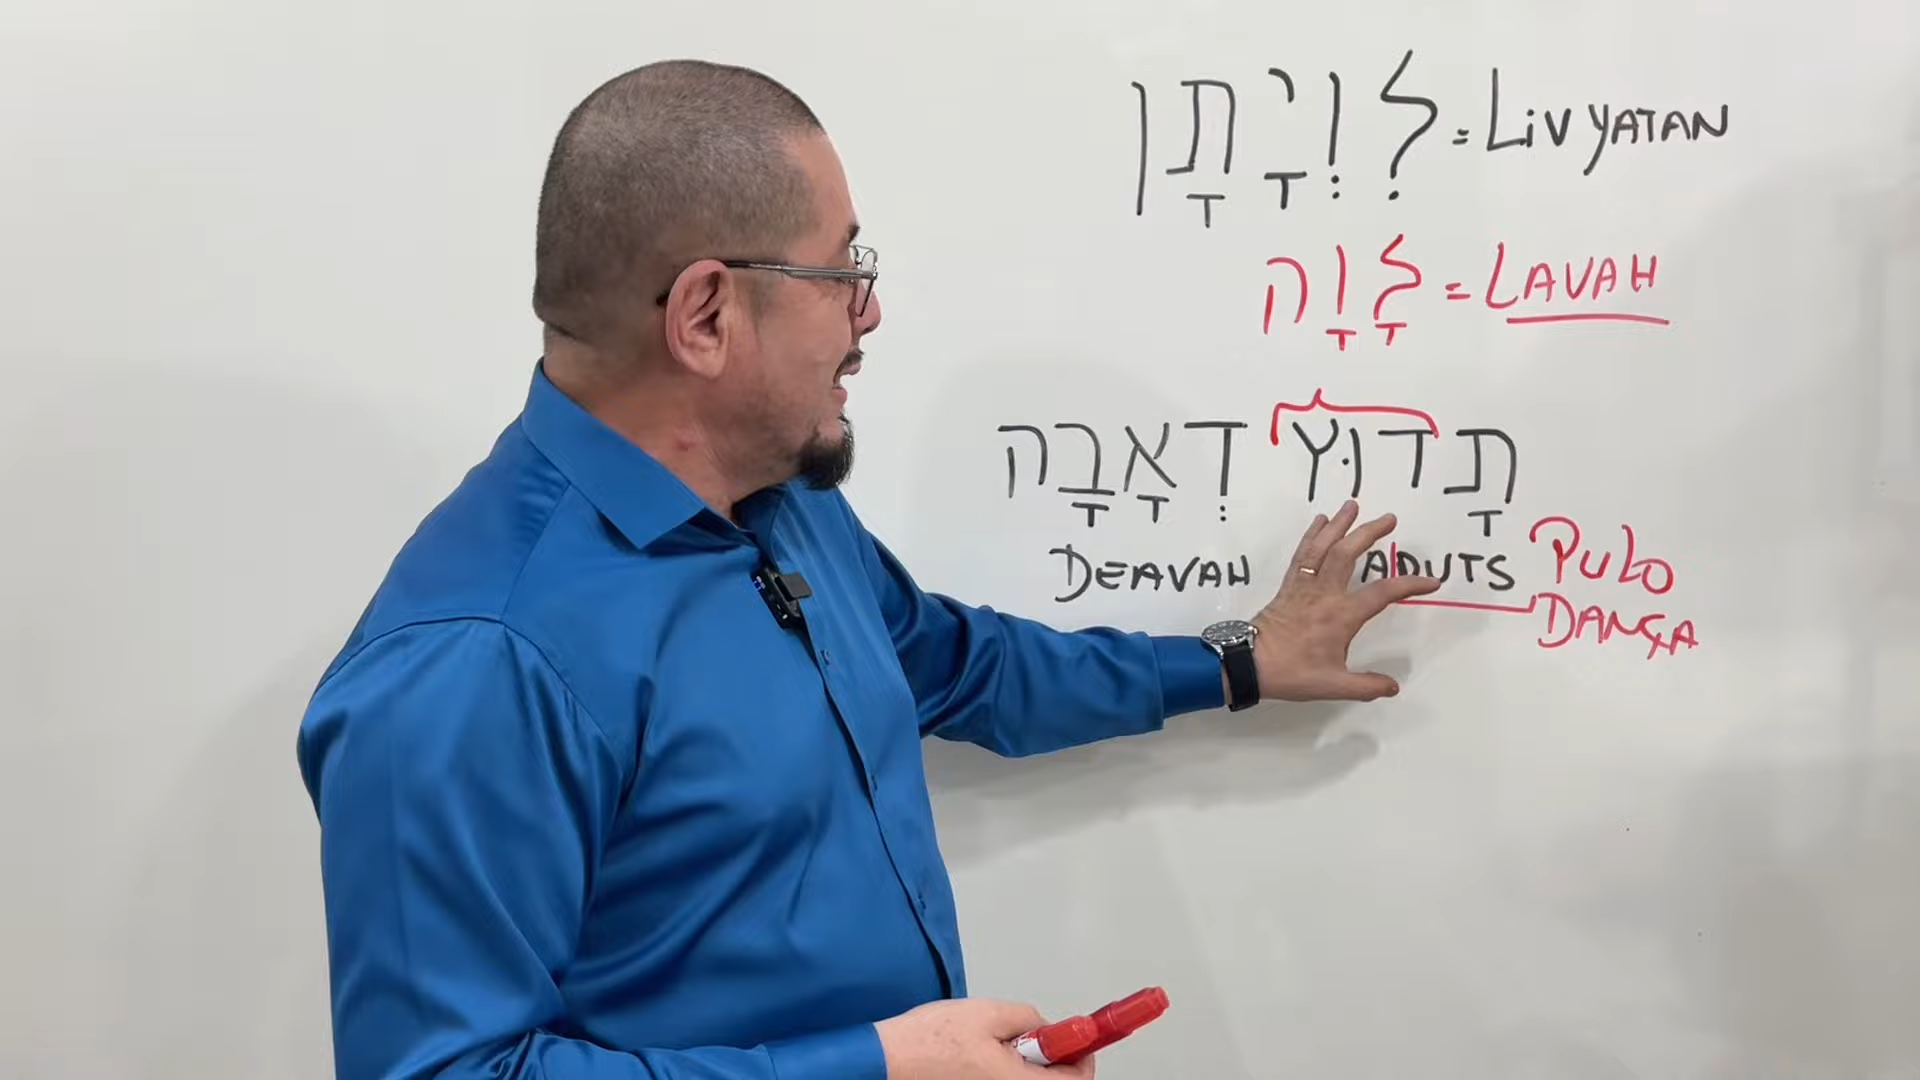 לִוְיָתָן = LiVYATAN
לָוָה = LAVAH
תָדוּץ דְאָבָה
DEAVAH ADUTS PULO
DANÇA